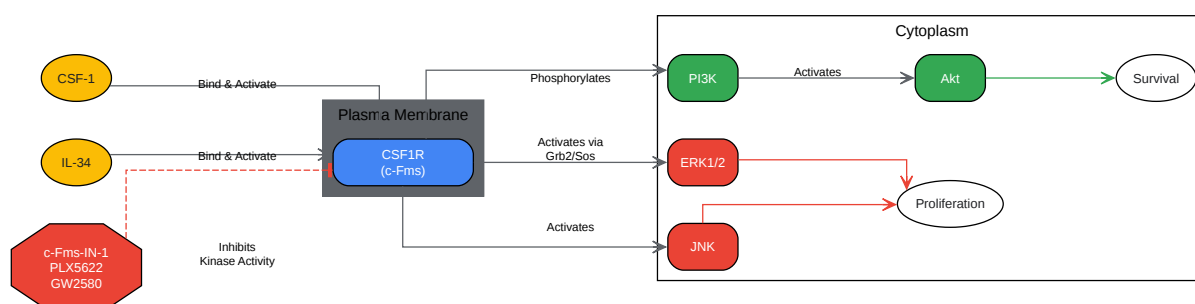 Cytoplasm
CSF-1
Bind & Activate
Phosphorylates
PI3K
Activates
Akt
Survival
Plasma Membrane
IL-34
Bind & Activate
CSF1R
(c-Fms)
Activates via
Grb2/Sos
ERK1/2
Proliferation
Activates
JNK
c-Fms-IN-1
PLX5622
GW2580
Inhibits
Kinase Activity